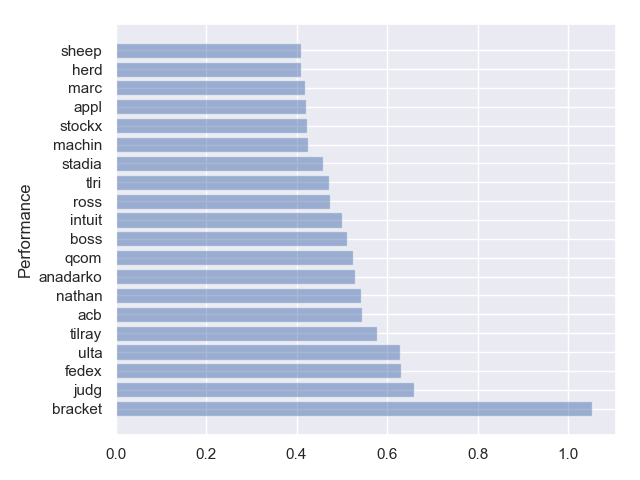 sheep
herd
marc
appl
stockx
machin
stadia
tlri
ross
intuit
boss
qcom
anadarko
nathan
acb
tilray
ulta
fedex
judg
bracket
Performance
0.0 0.2 0.4 0.6 0.8 1.0